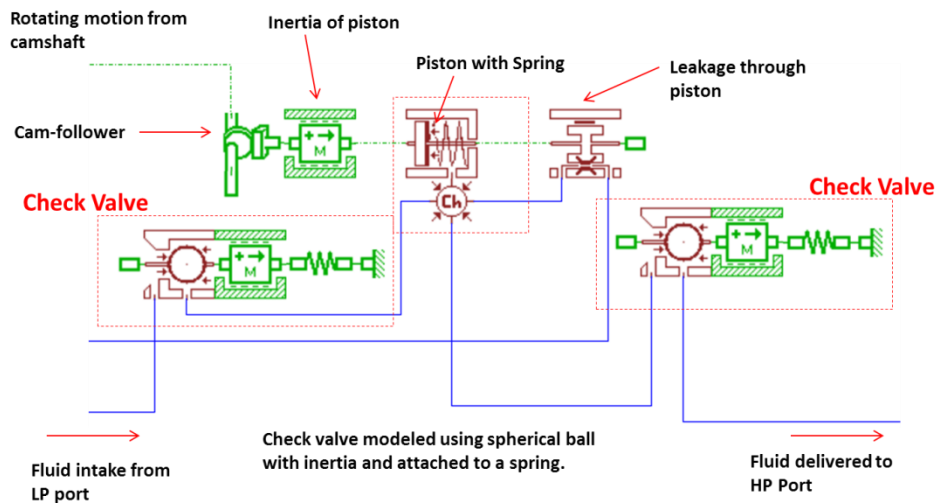 Rotating motion from
camshaft
Inertia of piston
Piston with Spring
Leakage through
piston
Cam-follower
M
Check Valve
Ch
Check Valve
M
M
Check valve modeled using spherical ball
with inertia and attached to a spring.
Fluid intake from
LP port
Fluid delivered to
HP Port